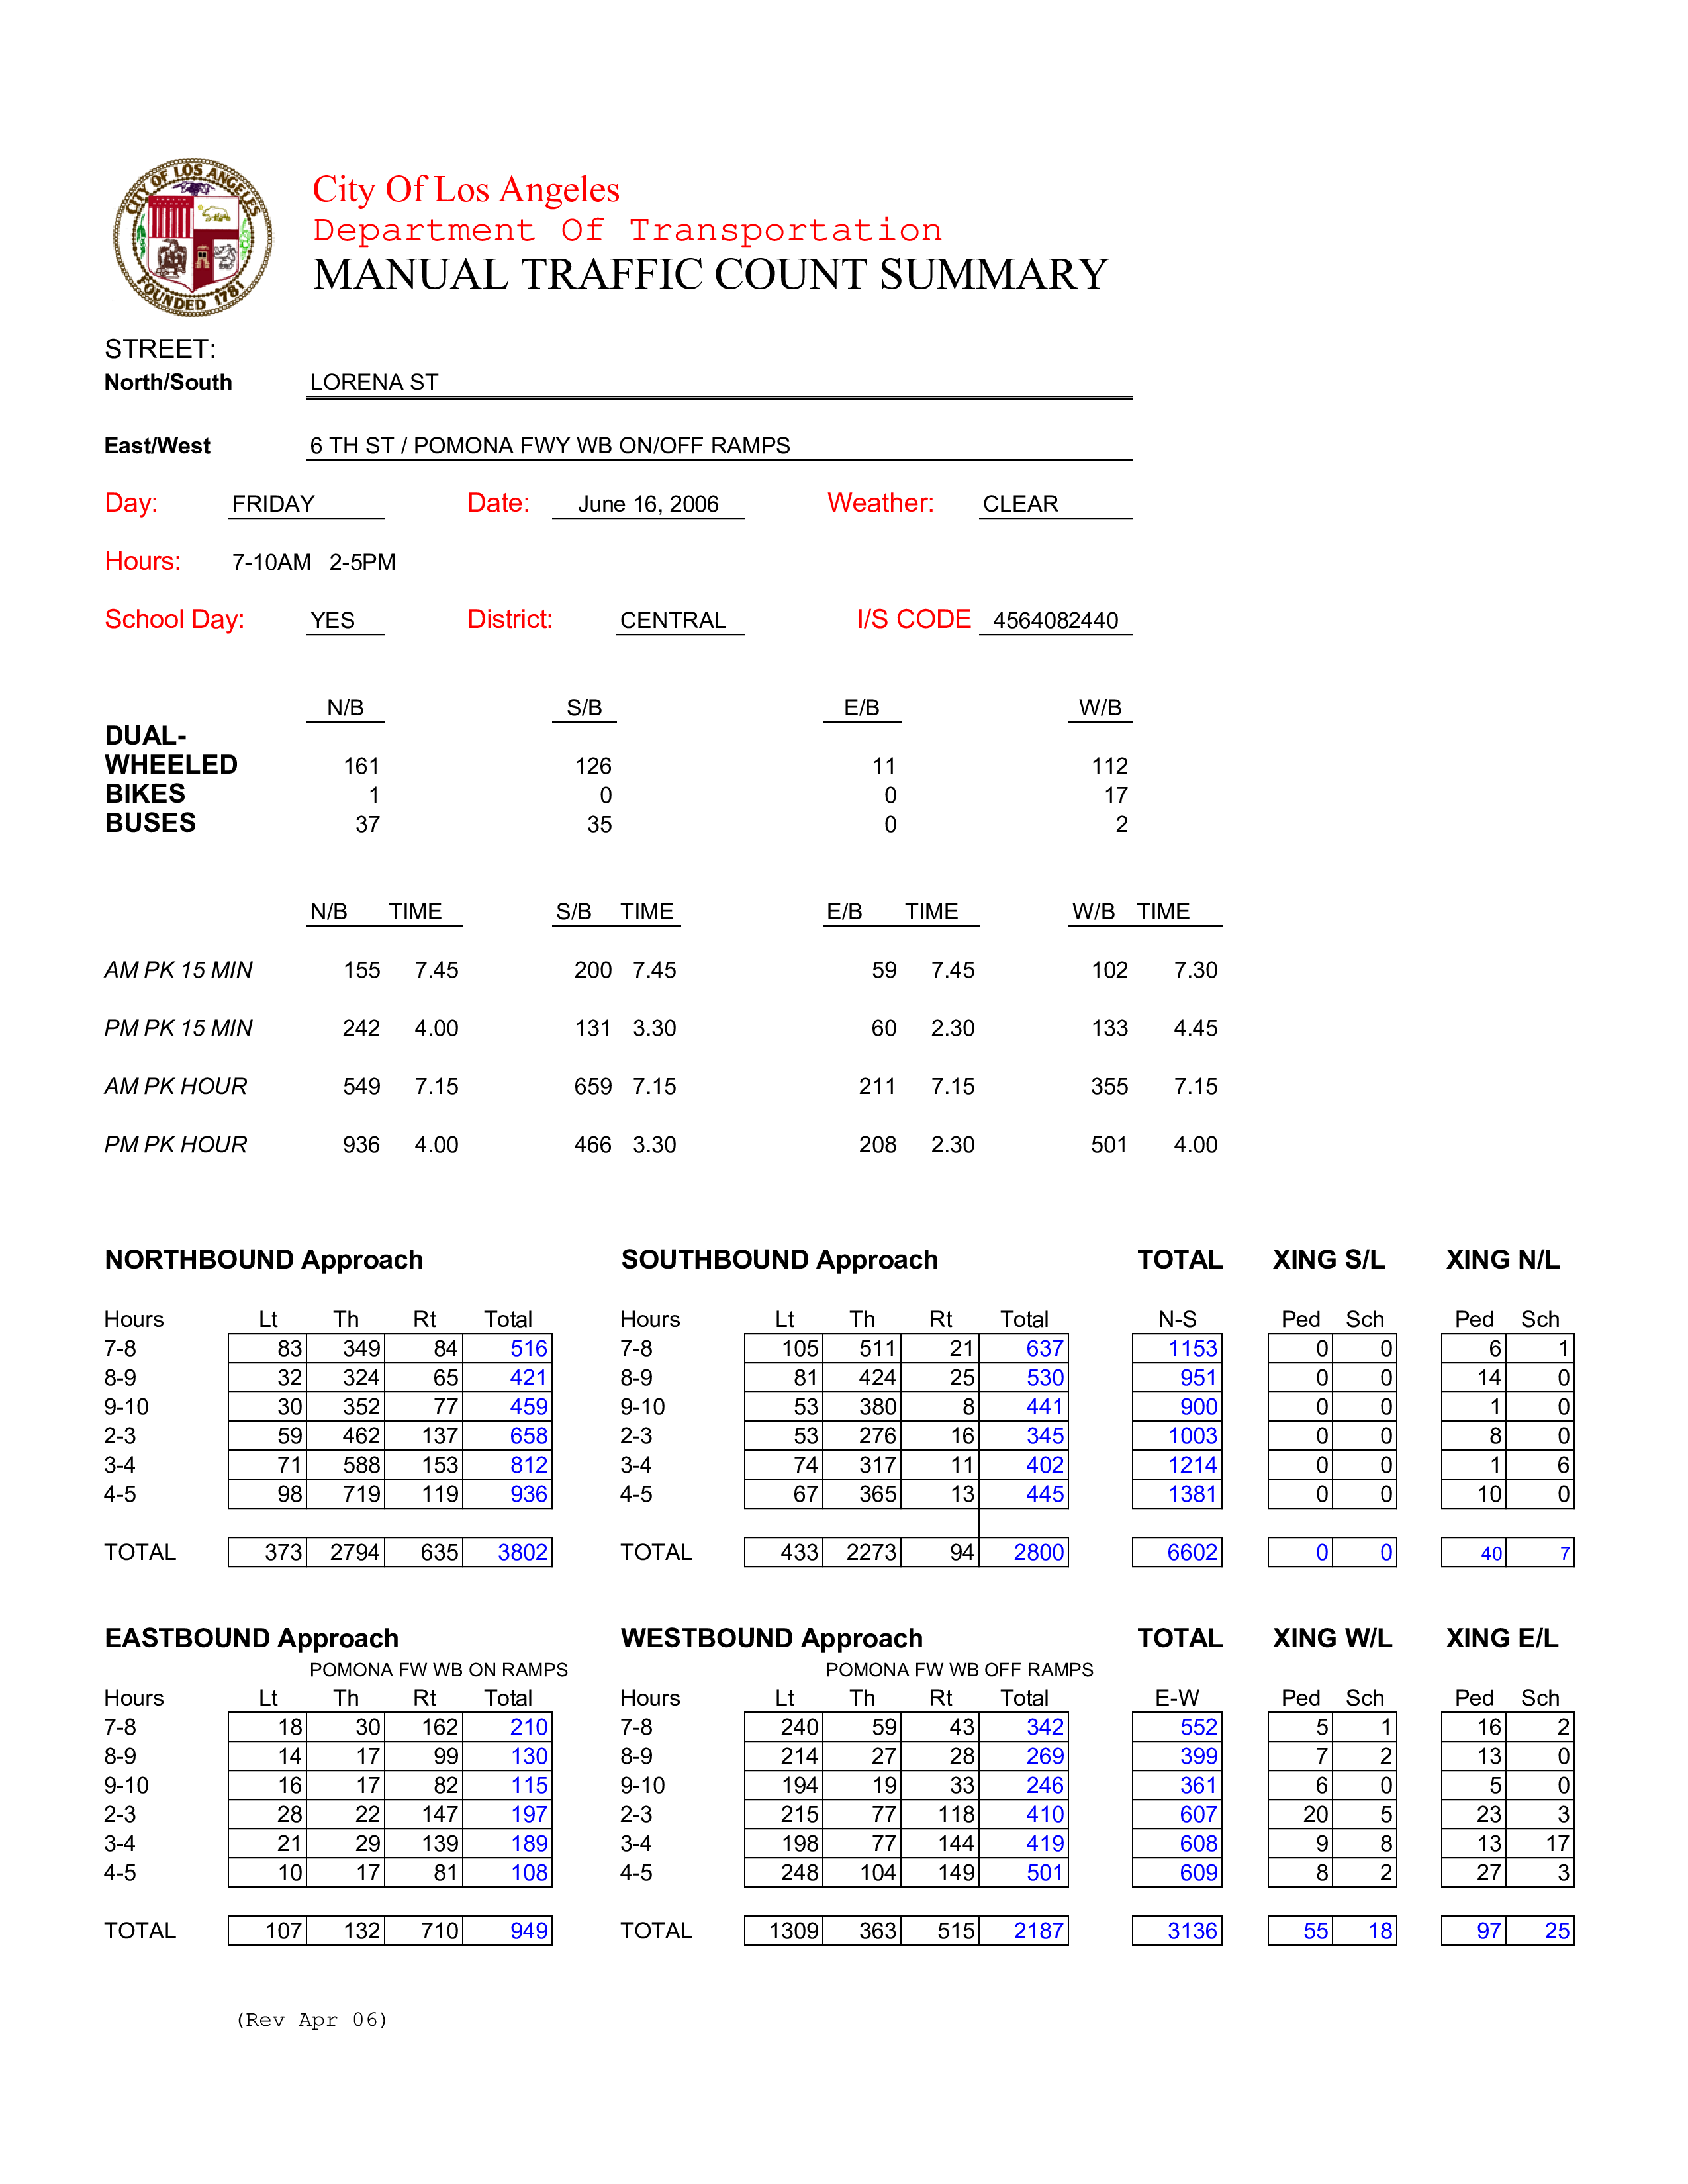 CITY OF LOS ANGELES
FOUNDED 1781
City Of Los Angeles
Department Of Transportation
MANUAL TRAFFIC COUNT SUMMARY
STREET:
North/South LORENA ST
East/West 6 TH ST / POMONA FWY WB ON/OFF RAMPS
Day: FRIDAY Date: June 16, 2006 Weather: CLEAR
Hours: 7-10AM 2-5PM
School Day: YES District: CENTRAL I/S CODE 4564082440
N/B S/B E/B W/B
DUAL-
WHEELED 161 126 11 112
BIKES 1 0 0 17
BUSES 37 35 0 2
N/B TIME S/B TIME E/B TIME W/B TIME
AM PK 15 MIN 155 7.45 200 7.45 59 7.45 102 7.30
PM PK 15 MIN 242 4.00 131 3.30 60 2.30 133 4.45
AM PK HOUR 549 7.15 659 7.15 211 7.15 355 7.15
PM PK HOUR 936 4.00 466 3.30 208 2.30 501 4.00
NORTHBOUND Approach SOUTHBOUND Approach TOTAL XING S/L XING N/L
Hours Lt Th Rt Total Hours Lt Th Rt Total N-S Ped Sch Ped Sch
7-8 83 349 84 516 7-8 105 511 21 637 1153 0 0 6 1
8-9 32 324 65 421 8-9 81 424 25 530 951 0 0 14 0
9-10 30 352 77 459 9-10 53 380 8 441 900 0 0 1 0
2-3 59 462 137 658 2-3 53 276 16 345 1003 0 0 8 0
3-4 71 588 153 812 3-4 74 317 11 402 1214 0 0 1 6
4-5 98 719 119 936 4-5 67 365 13 445 1381 0 0 10 0
TOTAL 373 2794 635 3802 TOTAL 433 2273 94 2800 6602 0 0 40 7
EASTBOUND Approach WESTBOUND Approach TOTAL XING W/L XING E/L
POMONA FW WB ON RAMPS POMONA FW WB OFF RAMPS
Hours Lt Th Rt Total Hours Lt Th Rt Total E-W Ped Sch Ped Sch
7-8 18 30 162 210 7-8 240 59 43 342 552 5 1 16 2
8-9 14 17 99 130 8-9 214 27 28 269 399 7 2 13 0
9-10 16 17 82 115 9-10 194 19 33 246 361 6 0 5 0
2-3 28 22 147 197 2-3 215 77 118 410 607 20 5 23 3
3-4 21 29 139 189 3-4 198 77 144 419 608 9 8 13 17
4-5 10 17 81 108 4-5 248 104 149 501 609 8 2 27 3
TOTAL 107 132 710 949 TOTAL 1309 363 515 2187 3136 55 18 97 25
(Rev Apr 06)